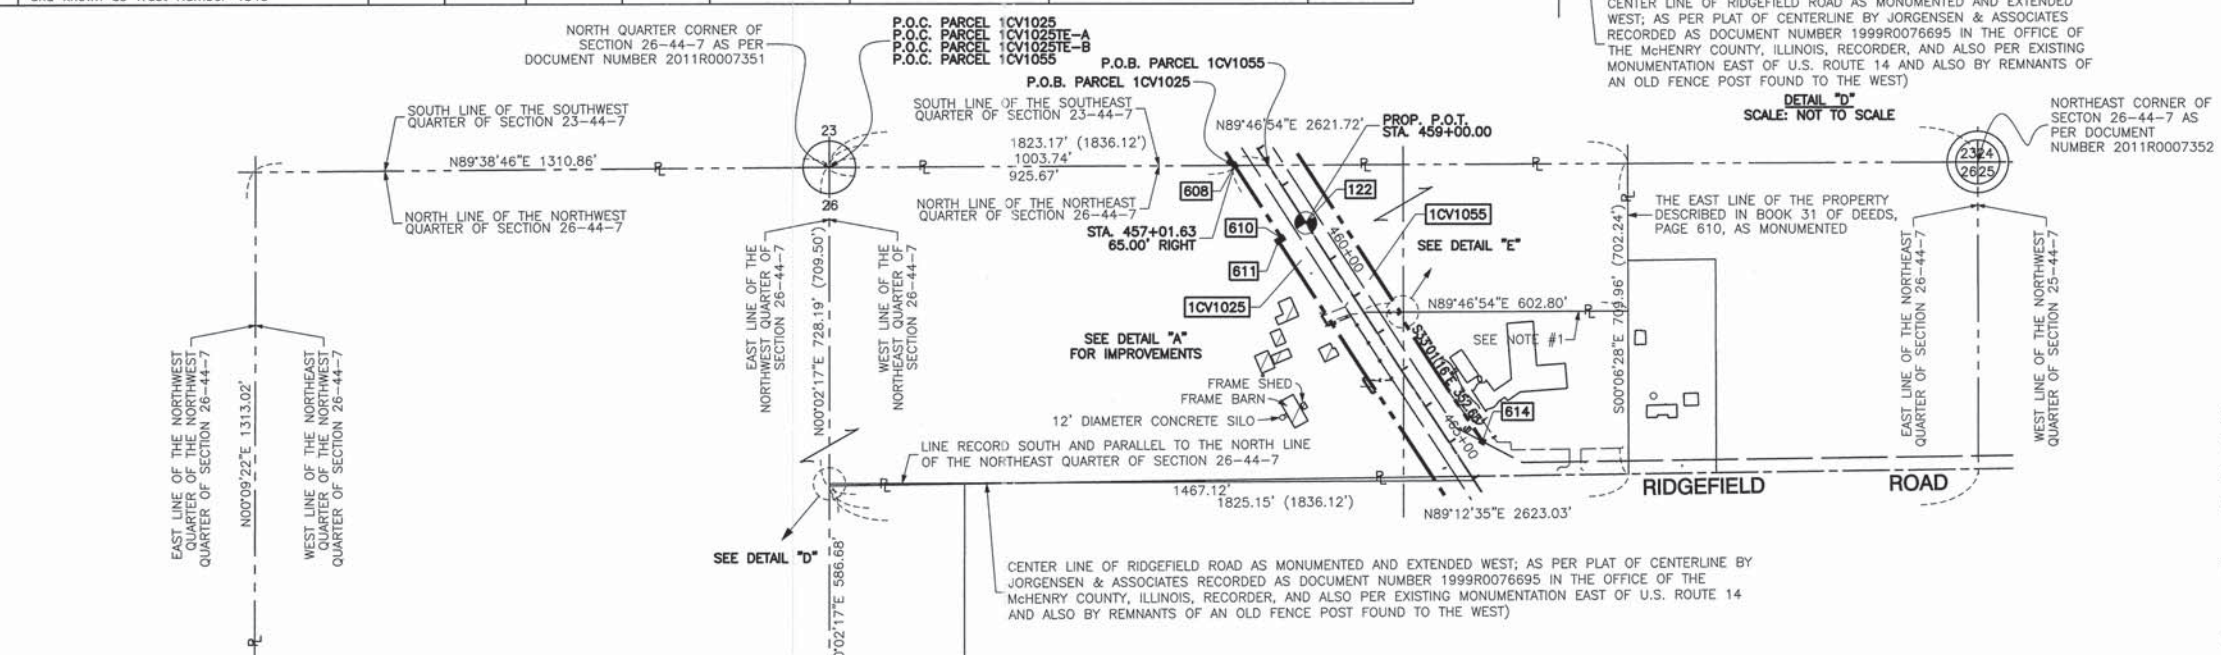 NORTH QUARTER CORNER OF
SECTION 26-44-7 AS PER
DOCUMENT NUMBER 2011R0007351
P.O.C. PARCEL 1CV1025
P.O.C. PARCEL 1CV1025TE-A
P.O.C. PARCEL 1CV1025TE-B
P.O.C. PARCEL 1CV1055
P.O.B. PARCEL 1CV1055
P.O.B. PARCEL 1CV1025
CENTER LINE OF RIDGEFIELD ROAD AS MONUMENTED AND EXTENDED
WEST; AS PER PLAT OF CENTERLINE BY JORGENSEN & ASSOCIATES
RECORDED AS DOCUMENT NUMBER 1999R0076695 IN THE OFFICE OF
THE McHENRY COUNTY, ILLINOIS, RECORDER, AND ALSO PER EXISTING
MONUMENTATION EAST OF U.S. ROUTE 14 AND ALSO BY REMNANTS OF
AN OLD FENCE POST FOUND TO THE WEST)
DETAIL "D"
SCALE: NOT TO SCALE
NORTHEAST CORNER OF
SECTON 26-44-7 AS
PER DOCUMENT
NUMBER 2011R0007352
SOUTH LINE OF THE SOUTHWEST
QUARTER OF SECTION 23-44-7
N89°38'46"E 1310.86'
NORTH LINE OF THE NORTHWEST
QUARTER OF SECTION 26-44-7
23
26
SOUTH LINE OF THE SOUTHEAST
QUARTER OF SECTION 23-44-7
1823.17' (1836.12')
1003.74'
925.67'
NORTH LINE OF THE NORTHEAST
QUARTER OF SECTION 26-44-7
N89°46'54"E 2621.72'
PROP. P.O.T.
STA. 459+00.00
2324
2625
608
122
610
1CV1055
STA. 457+01.63
65.00' RIGHT
611
1CV1025
460+00
SEE DETAIL "E"
THE EAST LINE OF THE PROPERTY
DESCRIBED IN BOOK 31 OF DEEDS,
PAGE 610, AS MONUMENTED
N89°46'54"E 602.80'
SEE NOTE #1
S33°01'16"E 352.63'
465+00
614
S00°06'28"E 709.96' (702.24')
EAST LINE OF THE NORTHEAST
QUARTER OF SECTION 26-44-7
WEST LINE OF THE NORTHWEST
QUARTER OF SECTION 25-44-7
EAST LINE OF THE
NORTHWEST QUARTER OF
SECTION 26-44-7
N00°02'17"E 728.19' (709.50')
WEST LINE OF THE
NORTHEAST QUARTER OF
SECTION 26-44-7
EAST LINE OF THE NORTHWEST
QUARTER OF THE NORTHWEST
QUARTER OF SECTION 26-44-7
N00°09'22"E 1313.02'
WEST LINE OF THE NORTHEAST
QUARTER OF THE NORTHWEST
QUARTER OF SECTION 26-44-7
SEE DETAIL "A"
FOR IMPROVEMENTS
FRAME SHED
FRAME BARN
12' DIAMETER CONCRETE SILO
LINE RECORD SOUTH AND PARALLEL TO THE NORTH LINE
OF THE NORTHEAST QUARTER OF SECTION 26-44-7
1467.12'
1825.15' (1836.12')
N89°12'35"E 2623.03'
RIDGEFIELD ROAD
SEE DETAIL "D"
02'17"E 586.68'
CENTER LINE OF RIDGEFIELD ROAD AS MONUMENTED AND EXTENDED WEST; AS PER PLAT OF CENTERLINE BY
JORGENSEN & ASSOCIATES RECORDED AS DOCUMENT NUMBER 1999R0076695 IN THE OFFICE OF THE
McHENRY COUNTY, ILLINOIS, RECORDER, AND ALSO PER EXISTING MONUMENTATION EAST OF U.S. ROUTE 14
AND ALSO BY REMNANTS OF AN OLD FENCE POST FOUND TO THE WEST)